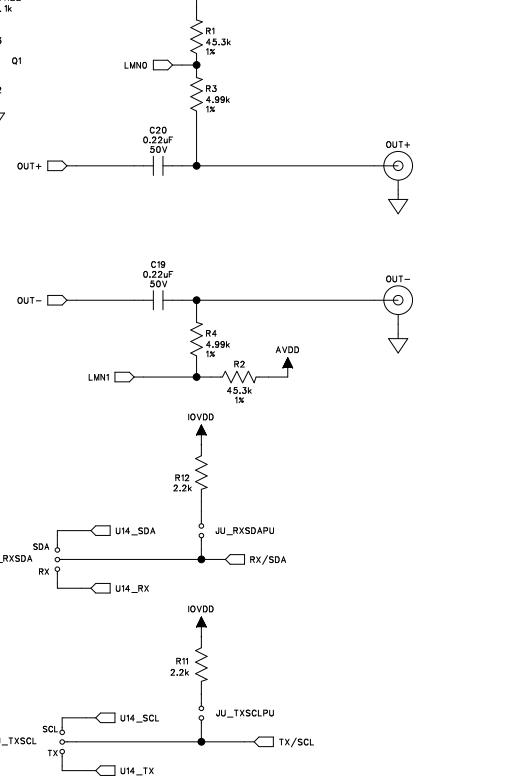 .1k
Q1
R1
45.3k
1%
LMN0
R3
4.99k
1%
C20
0.22uF
50V
OUT+
OUT+
C19
0.22uF
50V
OUT-
OUT-
R4
4.99k
1%
AVDD
LMN1
R2
45.3k
1%
IOVDD
R12
2.2k
U14_SDA
JU_RXSDAPU
SDA
_RXSDA
RX/SDA
RX
U14_RX
IOVDD
R11
2.2k
U14_SCL
JU_TXSCLPU
SCL
_TXSCL
TX/SCL
TX
U14_TX